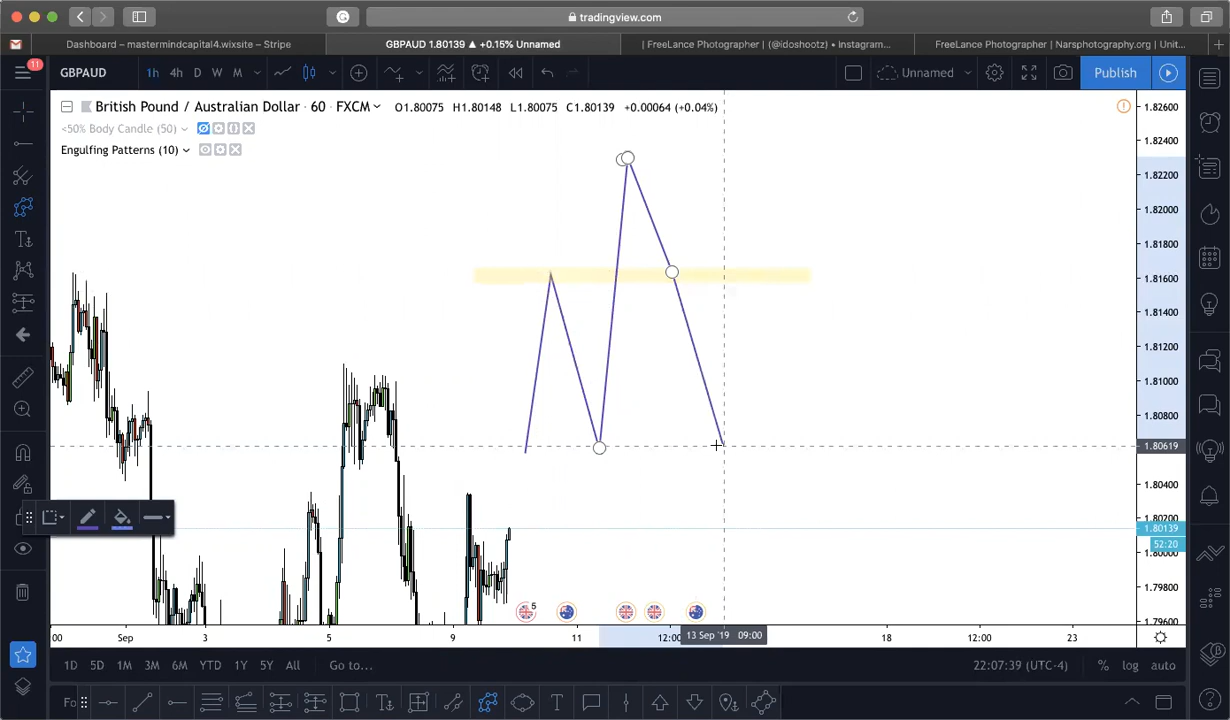 tradingview.com
Dashboard – mastermindcapital4.wixsite – Stripe
GBPAUD 1.80139 ▲ +0.15% Unnamed
| FreeLance Photographer | (@idoshootz) • Instagram...
FreeLance Photographer | Narsphotography.org | Unit...
11
GBPAUD
1h
4h
D
W
M
Unnamed
Publish
British Pound / Australian Dollar · 60 · FXCM
O1.80075 H1.80148 L1.80075 C1.80139 +0.00064 (+0.04%)
<50% Body Candle (50)
Engulfing Patterns (10)
1.82600
1.82400
1.82200
1.82000
1.81800
1.81600
1.81400
1.81200
1.81000
1.80800
1.80619
1.80400
1.80200
1.80139
52:20
1.80000
1.79800
1.79600
5
:00
Sep
3
5
9
11
12:00
13 Sep '19 09:00
18
12:00
23
1D 5D 1M 3M 6M YTD 1Y 5Y All Go to...
22:07:39 (UTC-4)
% log auto
Fo